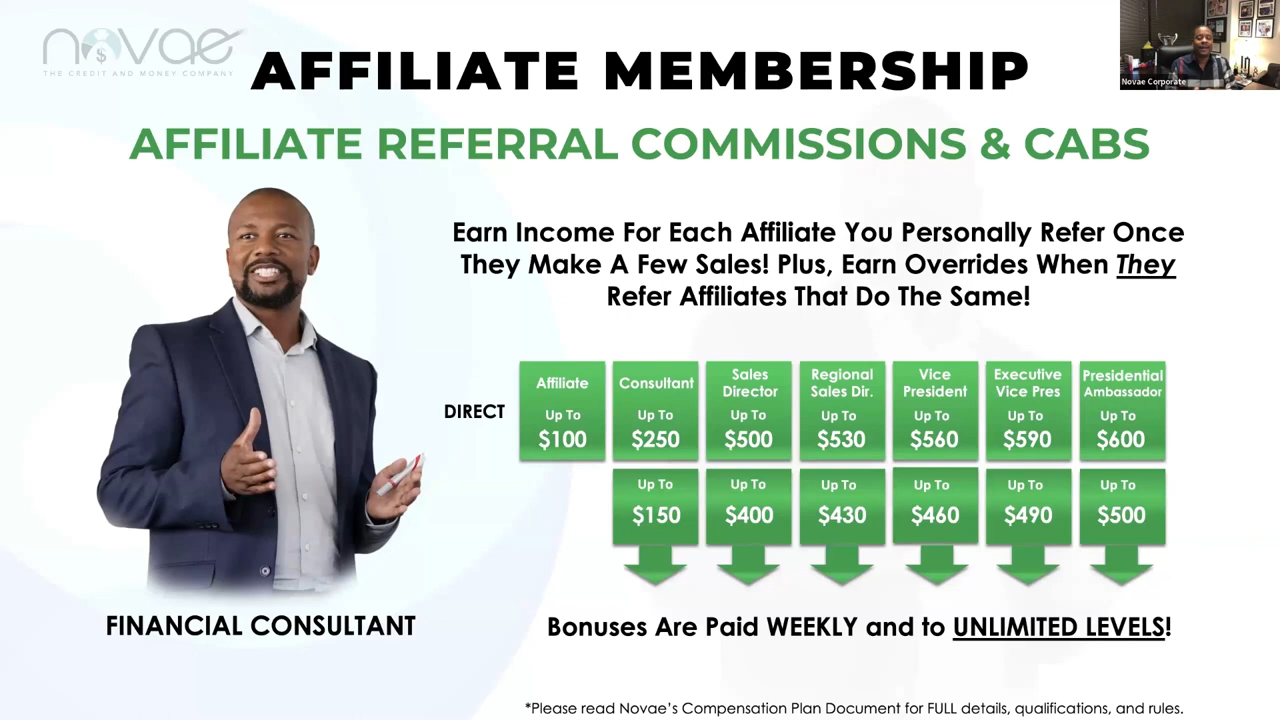 novae
THE CREDIT AND MONEY COMPANY
AFFILIATE MEMBERSHIP
Novae Corporate
AFFILIATE REFERRAL COMMISSIONS & CABS
Earn Income For Each Affiliate You Personally Refer Once
They Make A Few Sales! Plus, Earn Overrides When They
Refer Affiliates That Do The Same!
DIRECT
Affiliate
Up To
$100
Consultant
Up To
$250
Sales
Director
Up To
$500
Regional
Sales Dir.
Up To
$530
Vice
President
Up To
$560
Executive
Vice Pres
Up To
$590
Presidential
Ambassador
Up To
$600
Up To
$150
Up To
$400
Up To
$430
Up To
$460
Up To
$490
Up To
$500
FINANCIAL CONSULTANT
Bonuses Are Paid WEEKLY and to UNLIMITED LEVELS!
*Please read Novae's Compensation Plan Document for FULL details, qualifications, and rules.